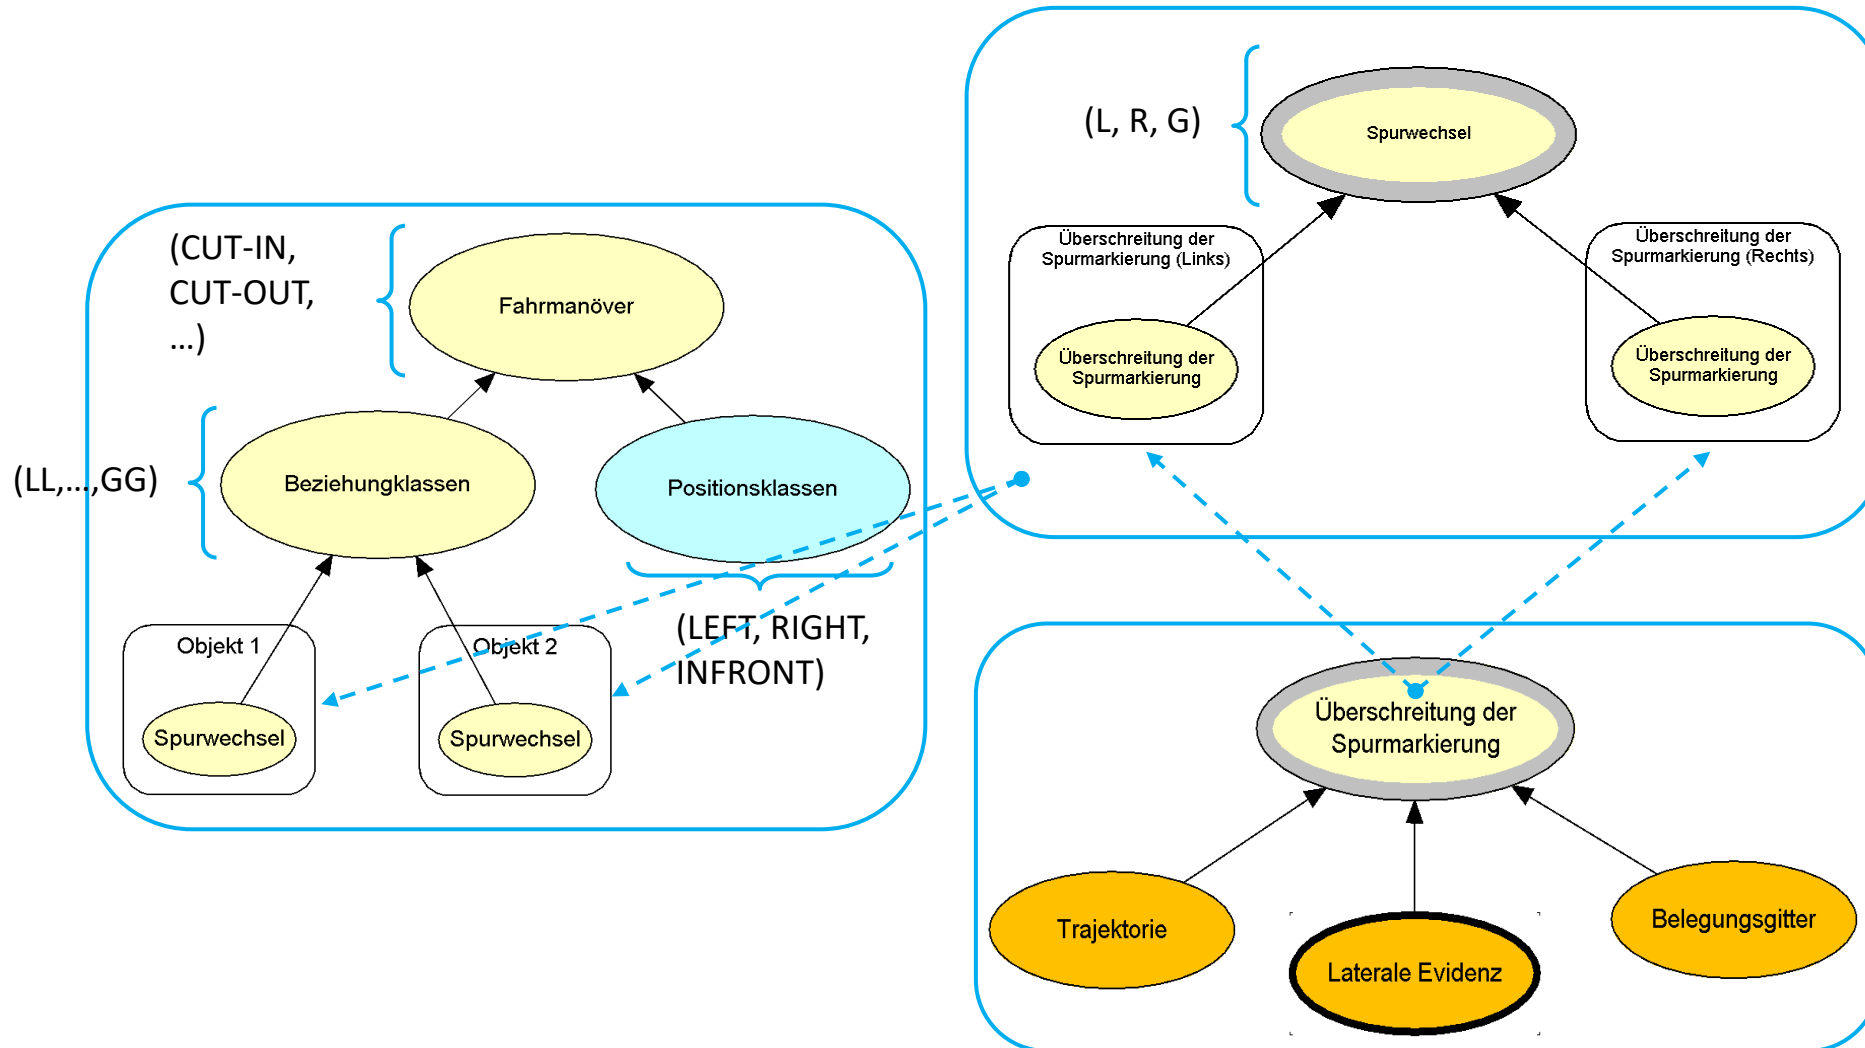 (L, R, G)
Spurwechsel
Überschreitung der
Spurmarkierung (Links)
Überschreitung der
Spurmarkierung (Rechts)
Überschreitung der
Spurmarkierung
Überschreitung der
Spurmarkierung
(CUT-IN,
CUT-OUT,
...)
Fahrmanöver
(LL,...,GG)
Beziehungklassen
Positionsklassen
(LEFT, RIGHT,
INFRONT)
Objekt 1
Objekt 2
Spurwechsel
Spurwechsel
Überschreitung der
Spurmarkierung
Trajektorie
Laterale Evidenz
Belegungsgitter